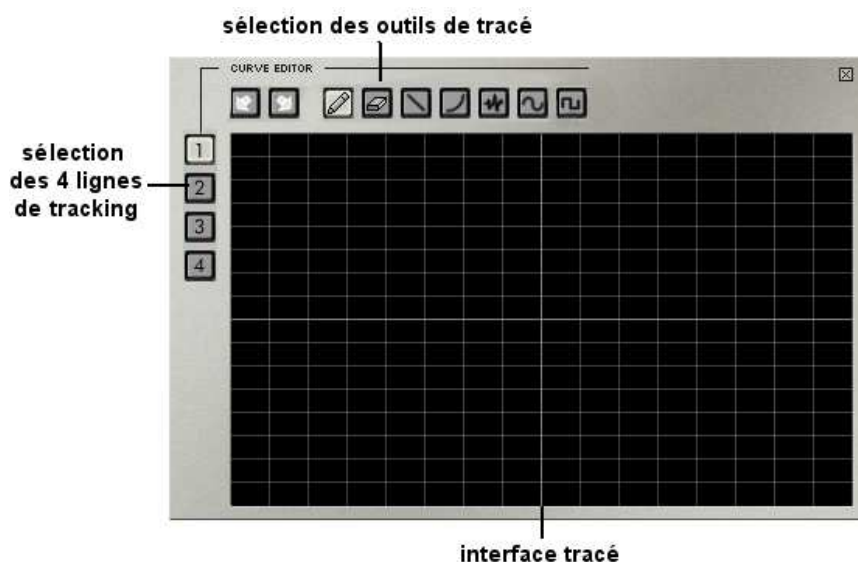 sélection des outils de tracé
CURVE EDITOR
sélection
des 4 lignes
de tracking
1
2
3
4
interface tracé